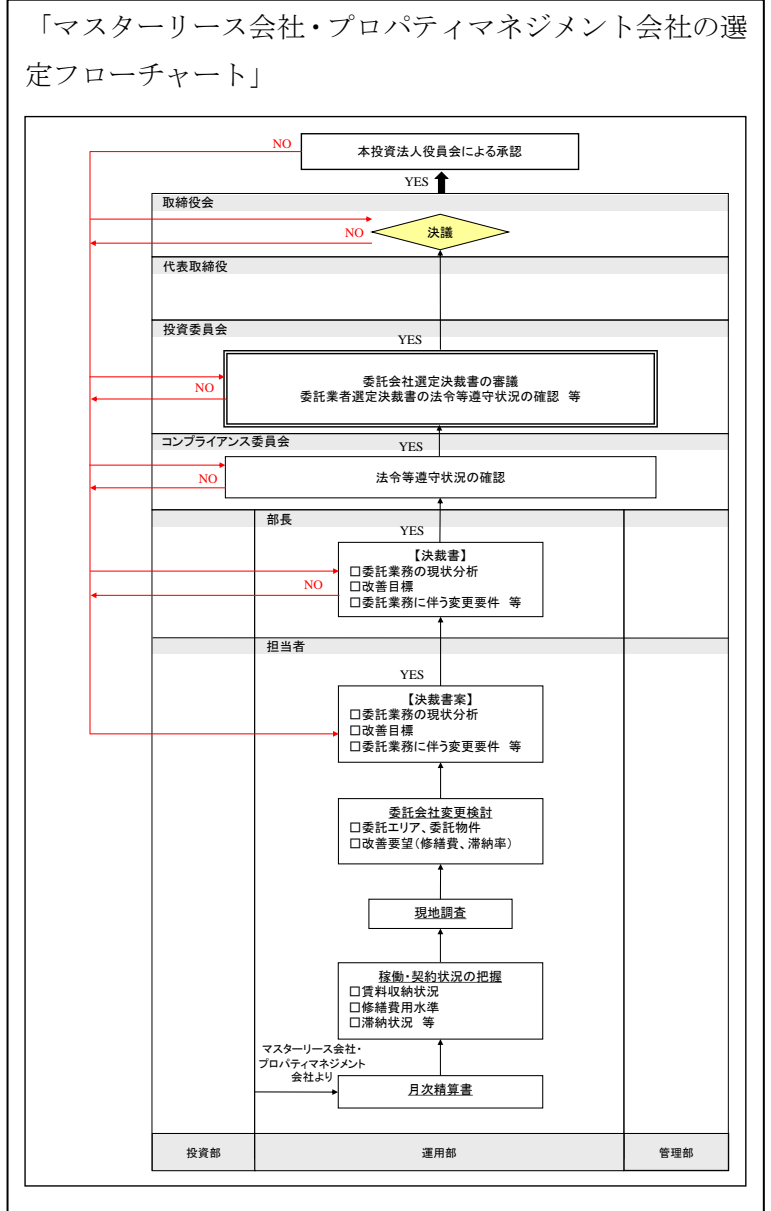 「マスターリース会社・プロパティマネジメント会社の選
定フローチャート」
NO
本投資法人役員会による承認
YES
取締役会
NO
決議
代表取締役
投資委員会
YES
委託会社選定決裁書の審議
委託業者選定決裁書の法令等遵守状況の確認 等
NO
コンプライアンス委員会
YES
法令等遵守状況の確認
NO
部長
YES
【決裁書】
□委託業務の現状分析
□改善目標
□委託業務に伴う変更要件 等
NO
担当者
YES
【決裁書案】
□委託業務の現状分析
□改善目標
□委託業務に伴う変更要件 等
委託会社変更検討
□委託エリア、委託物件
□改善要望(修繕費、滞納率)
現地調査
稼働・契約状況の把握
□賃料収納状況
□修繕費用水準
□滞納状況 等
マスターリース会社・
プロパティマネジメント
会社より
月次精算書
投資部
運用部
管理部